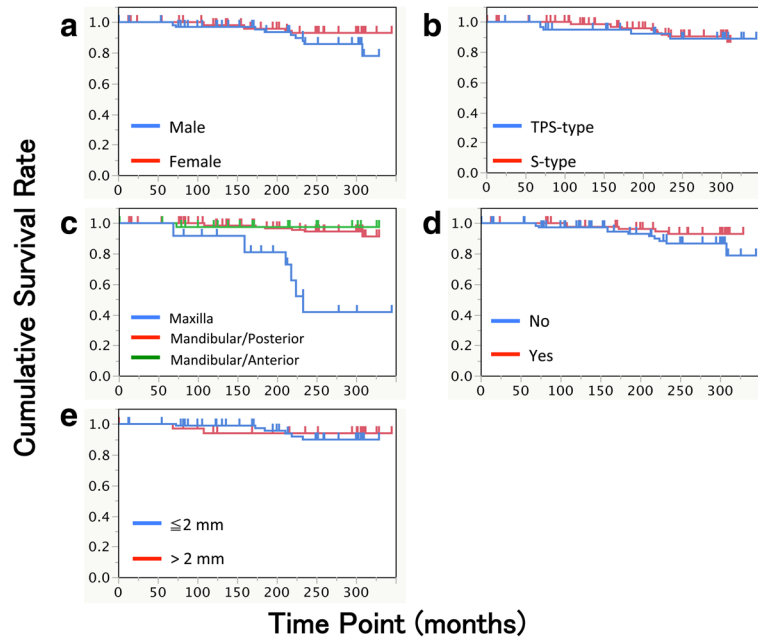 Cumulative Survival Rate
a
1.0
0.8
0.6
0.4
0.2
0.0
Male
Female
0 50 100 150 200 250 300
b
1.0
0.8
0.6
0.4
0.2
0.0
TPS-type
S-type
0 50 100 150 200 250 300
c
1.0
0.8
0.6
0.4
0.2
0.0
Maxilla
Mandibular/Posterior
Mandibular/Anterior
0 50 100 150 200 250 300
d
1.0
0.8
0.6
0.4
0.2
0.0
No
Yes
0 50 100 150 200 250 300
e
1.0
0.8
0.6
0.4
0.2
0.0
≦2 mm
> 2 mm
0 50 100 150 200 250 300
Time Point (months)